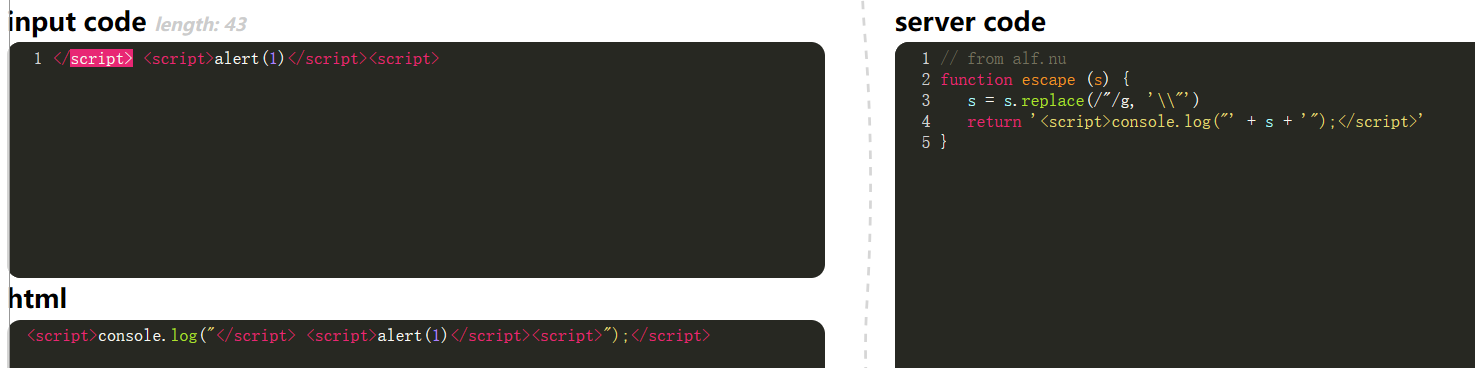 input code length: 43
1 </script> <script>alert(1)</script><script>
html
<script>console.log("</script> <script>alert(1)</script><script>");</script>
server code
1 // from alf.nu
2 function escape (s) {
3 s = s.replace(/"/g, '\\"')
4 return '<script>console.log("' + s + '");</script>'
5 }